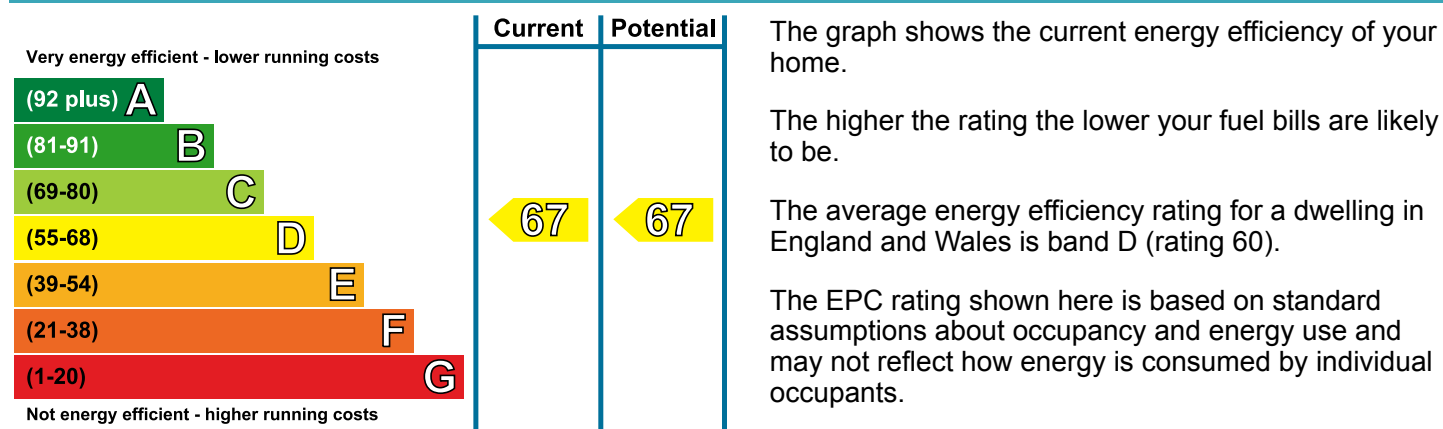 Current Potential
Very energy efficient - lower running costs
(92 plus) A
(81-91) B
(69-80) C
(55-68) D
(39-54) E
(21-38) F
(1-20) G
Not energy efficient - higher running costs
67 67
The graph shows the current energy efficiency of your
home.
The higher the rating the lower your fuel bills are likely
to be.
The average energy efficiency rating for a dwelling in
England and Wales is band D (rating 60).
The EPC rating shown here is based on standard
assumptions about occupancy and energy use and
may not reflect how energy is consumed by individual
occupants.